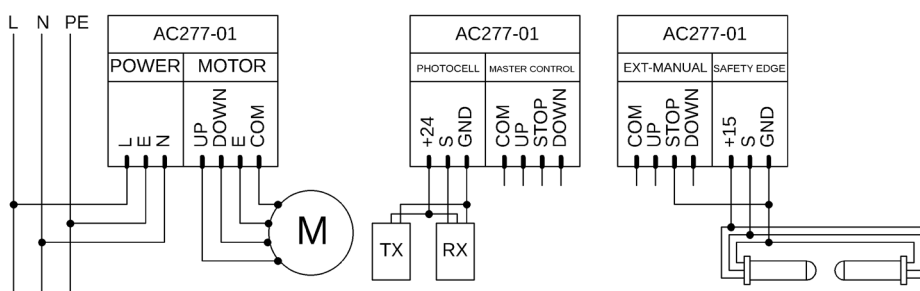 L N PE
AC277-01
POWER MOTOR
L E N UP DOWN E COM
M
AC277-01
PHOTOCELL MASTER CONTROL
+24 S GND COM UP STOP DOWN
TX RX
AC277-01
EXT-MANUAL SAFETY EDGE
COM UP STOP DOWN +15 S GND